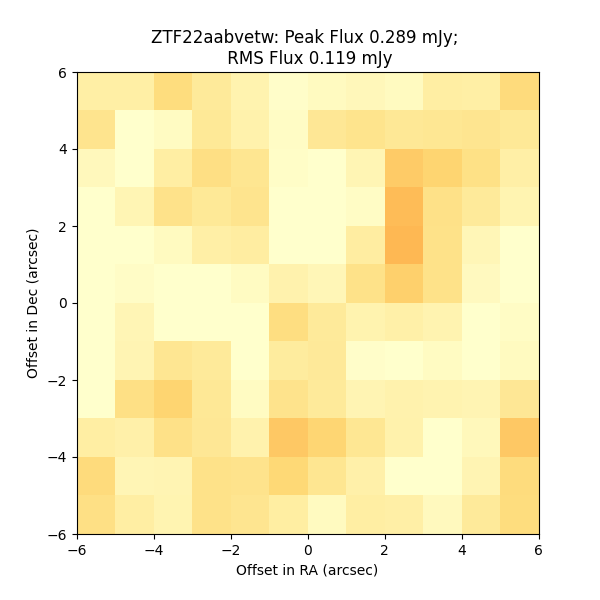 ZTF22aabvetw: Peak Flux 0.289 mJy;
RMS Flux 0.119 mJy
6
4
2
0
−2
−4
−6
Offset in Dec (arcsec)
−6 −4 −2 0 2 4 6
Offset in RA (arcsec)